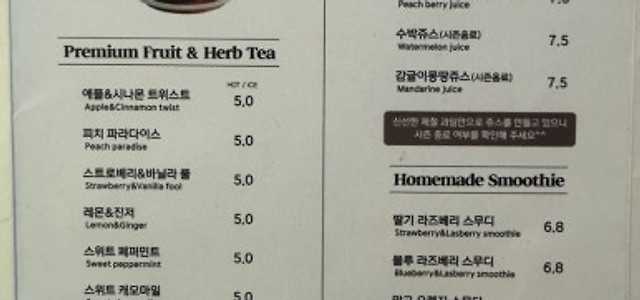 Premium Fruit & Herb Tea
HOT / ICE
애플&시나몬 트위스트 5,0
Apple&Cinnamon twist
피치 파라다이스 5,0
Peach paradise
스트로베리&바닐라 풀 5,0
Strawberry&Vanilla fool
레몬&진저 5,0
Lemon&Ginger
스위트 페퍼민트 5,0
Sweet peppermint
스위트 캐모마일 5,0
Peach berry juice
수박쥬스(시즌음료) 7,5
Watermelon juice
감귤이몽땅쥬스(시즌음료) 7,5
Mandarine juice
신선한 제철 과일만으로 쥬스를 만들고 있으니
시즌 종료 여부를 확인해 주세요^^
Homemade Smoothie
딸기 라즈베리 스무디 6,8
Strawberry&Lasberry smoothie
블루 라즈베리 스무디 6,8
Blueberry&Lasberry smoothie